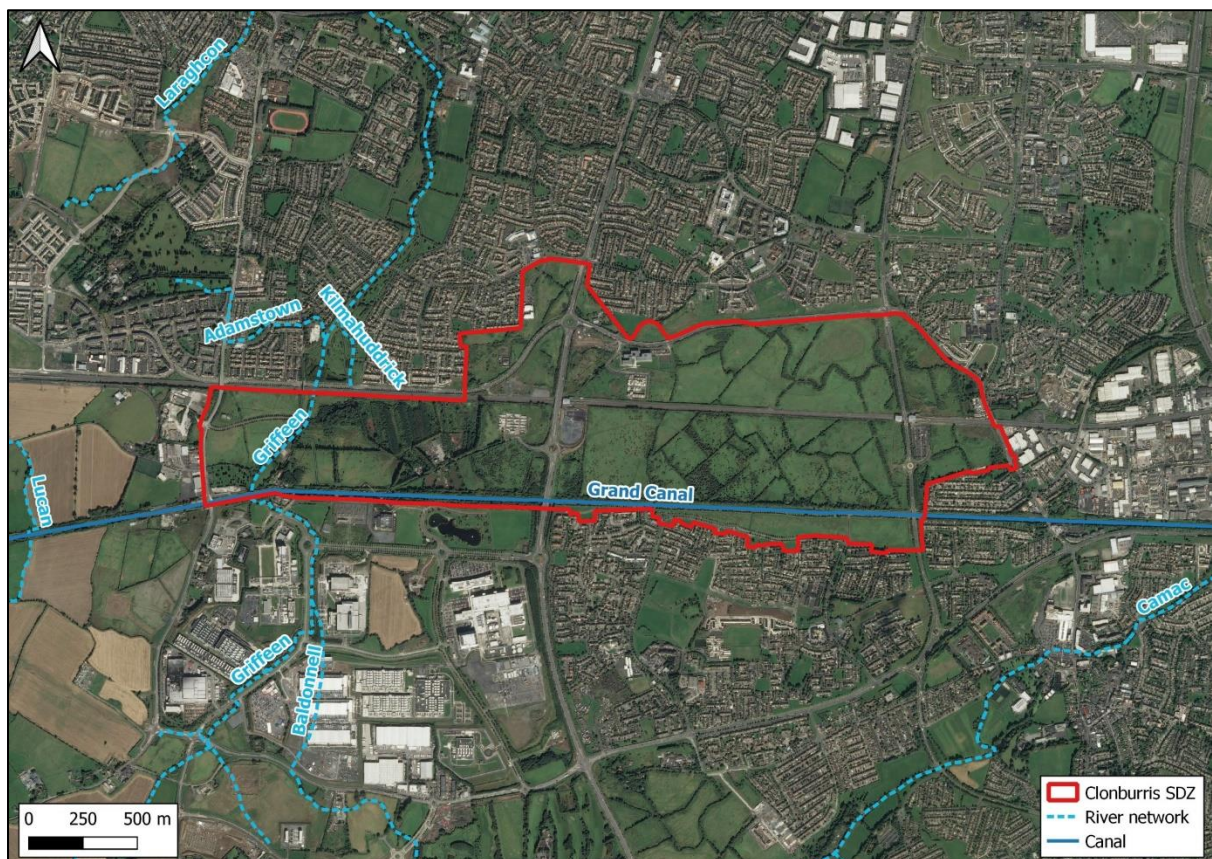 Laraghcon
Adamstown
Kilmahuddrick
Griffeen
Lucan
Grand Canal
Camac
Griffeen
Baldonnell
0 250 500 m
Clonburris SDZ
River network
Canal